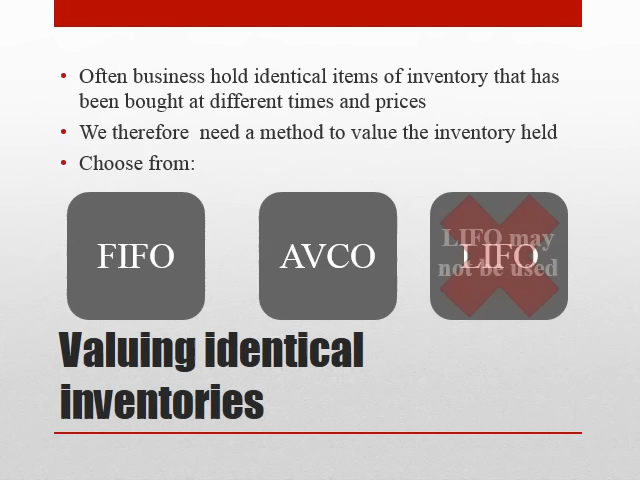 • Often business hold identical items of inventory that has
been bought at different times and prices
• We therefore  need a method to value the inventory held
• Choose from:
FIFO
AVCO
LIFO
LIFO may
not be used
Valuing identical
inventories